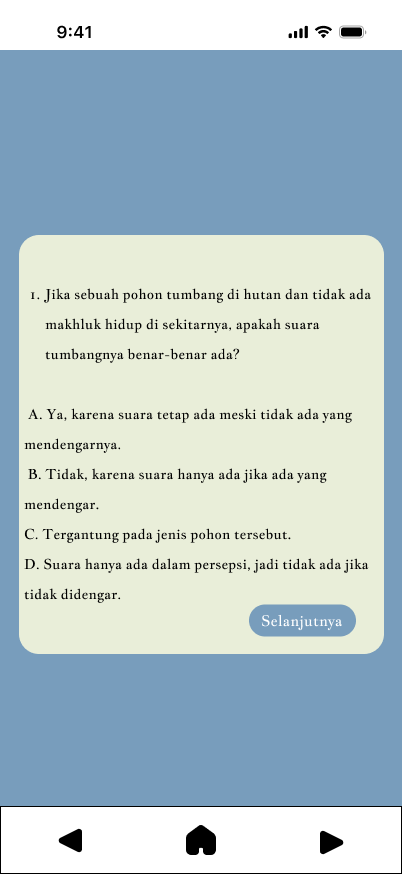 9:41
1. Jika sebuah pohon tumbang di hutan dan tidak ada
makhluk hidup di sekitarnya, apakah suara
tumbangnya benar-benar ada?
A. Ya, karena suara tetap ada meski tidak ada yang
mendengarnya.
B. Tidak, karena suara hanya ada jika ada yang
mendengar.
C. Tergantung pada jenis pohon tersebut.
D. Suara hanya ada dalam persepsi, jadi tidak ada jika
tidak didengar.
Selanjutnya